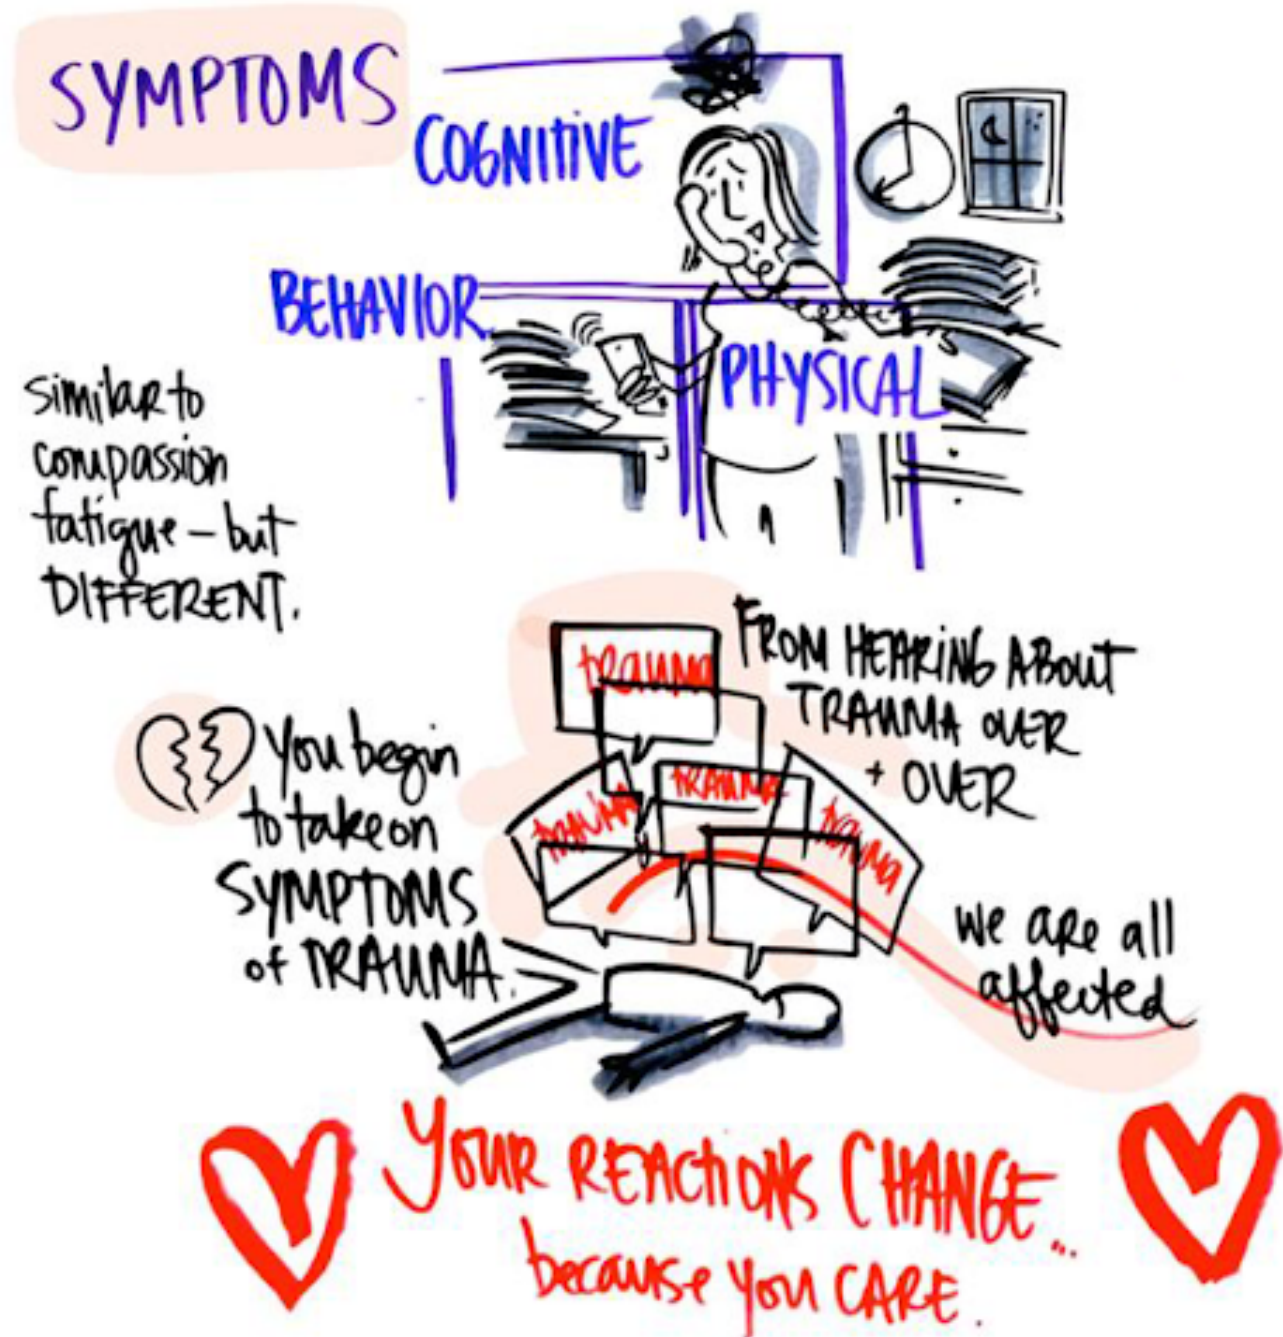 SYMPTOMS
COGNITIVE
BEHAVIOR
PHYSICAL
similar to
compassion
fatigue - but
DIFFERENT.
trauma
trauma
trauma
trauma
FROM HEARING ABOUT
TRAUMA OVER
+ OVER
you begin
to take on
SYMPTOMS
of TRAUMA.
we are all
affected
YOUR REACTIONS CHANGE...
because you CARE.